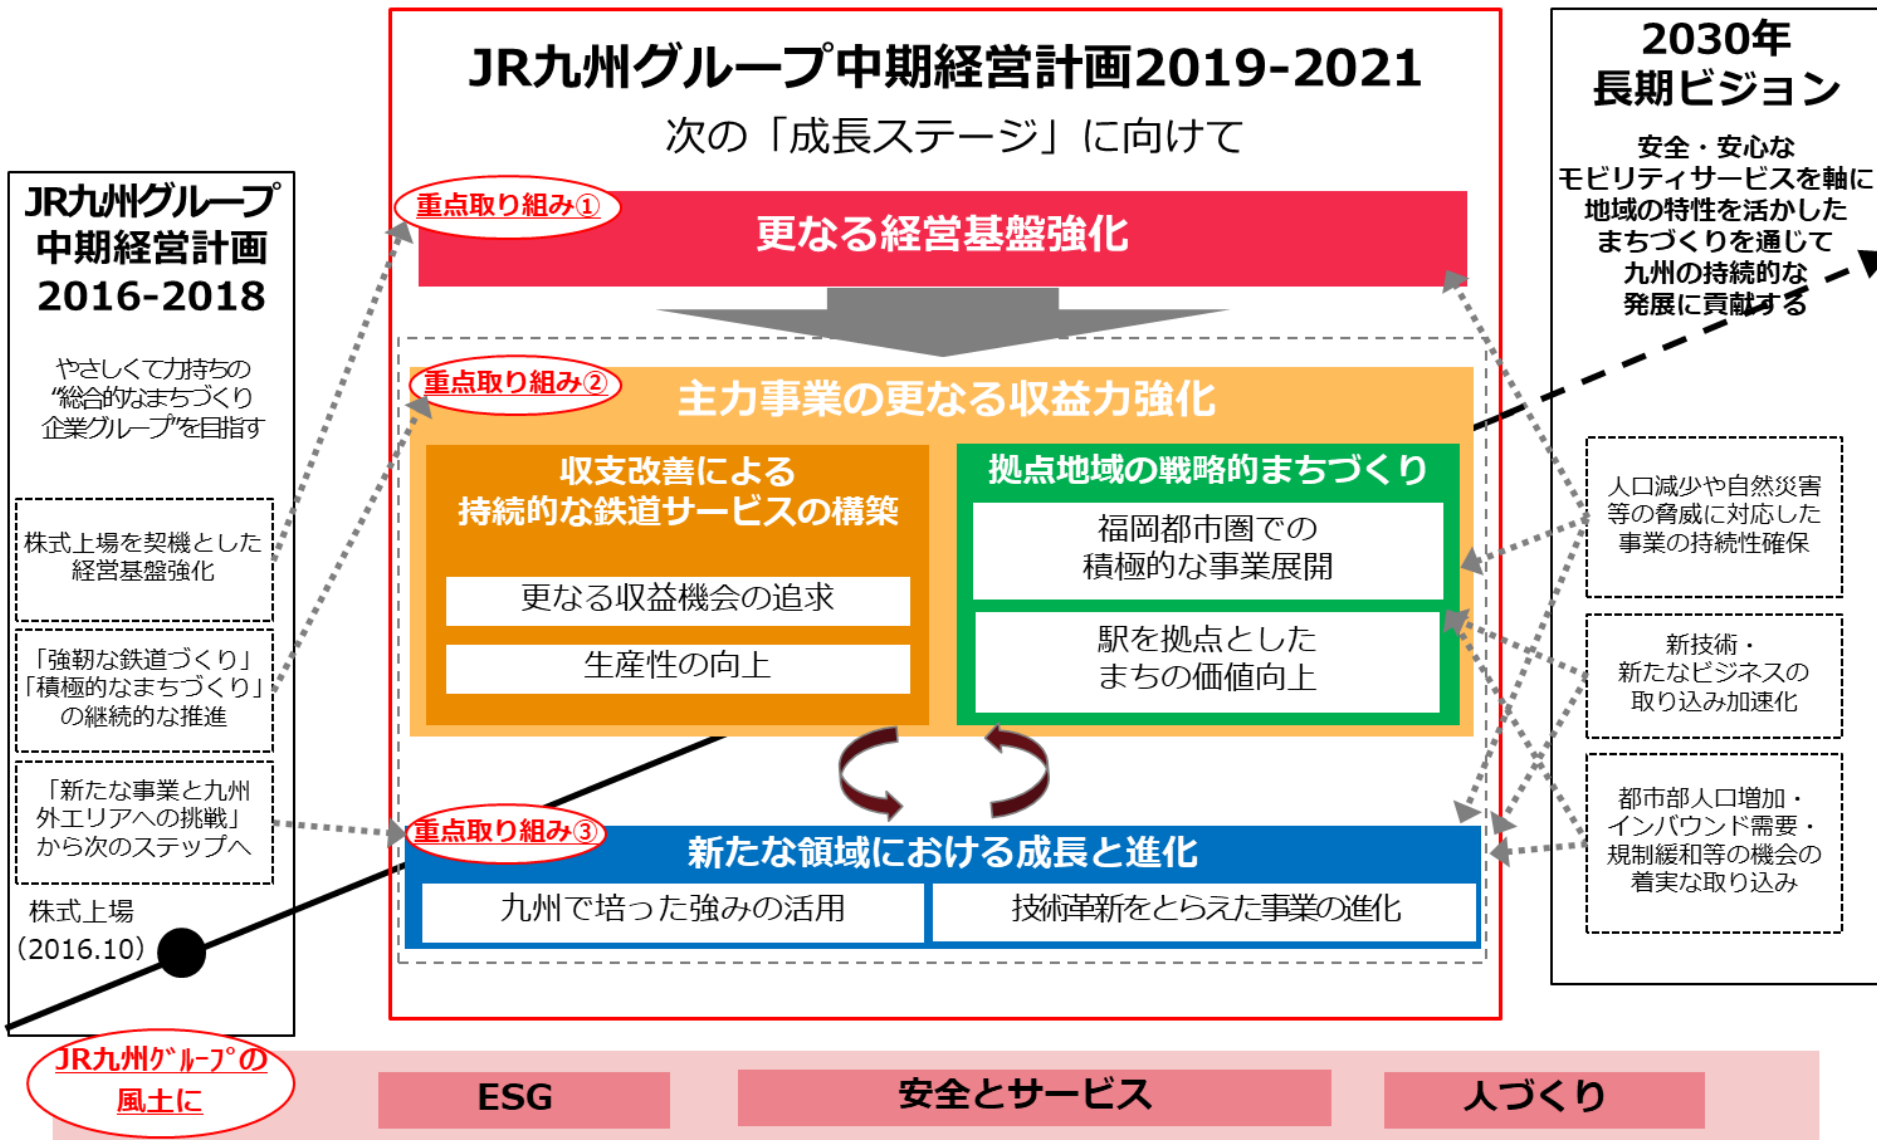 JR九州グループ中期経営計画2019-2021
次の「成長ステージ」に向けて
JR九州グループ
中期経営計画
2016-2018
やさしくて力持ちの
“総合的なまちづくり
企業グループ”を目指す
株式上場を契機とした
経営基盤強化
「強靭な鉄道づくり」
「積極的なまちづくり」
の継続的な推進
「新たな事業と九州
外エリアへの挑戦」
から次のステップへ
株式上場
（2016.10）
重点取り組み①
更なる経営基盤強化
重点取り組み②
主力事業の更なる収益力強化
収支改善による
持続的な鉄道サービスの構築
更なる収益機会の追求
生産性の向上
拠点地域の戦略的まちづくり
福岡都市圏での
積極的な事業展開
駅を拠点とした
まちの価値向上
重点取り組み③
新たな領域における成長と進化
九州で培った強みの活用
技術革新をとらえた事業の進化
2030年
長期ビジョン
安全・安心な
モビリティサービスを軸に
地域の特性を活かした
まちづくりを通じて
九州の持続的な
発展に貢献する
人口減少や自然災害
等の脅威に対応した
事業の持続性確保
新技術・
新たなビジネスの
取り込み加速化
都市部人口増加・
インバウンド需要・
規制緩和等の機会の
着実な取り込み
JR九州ｸﾞﾙｰﾌﾟの
風土に
ESG
安全とサービス
人づくり